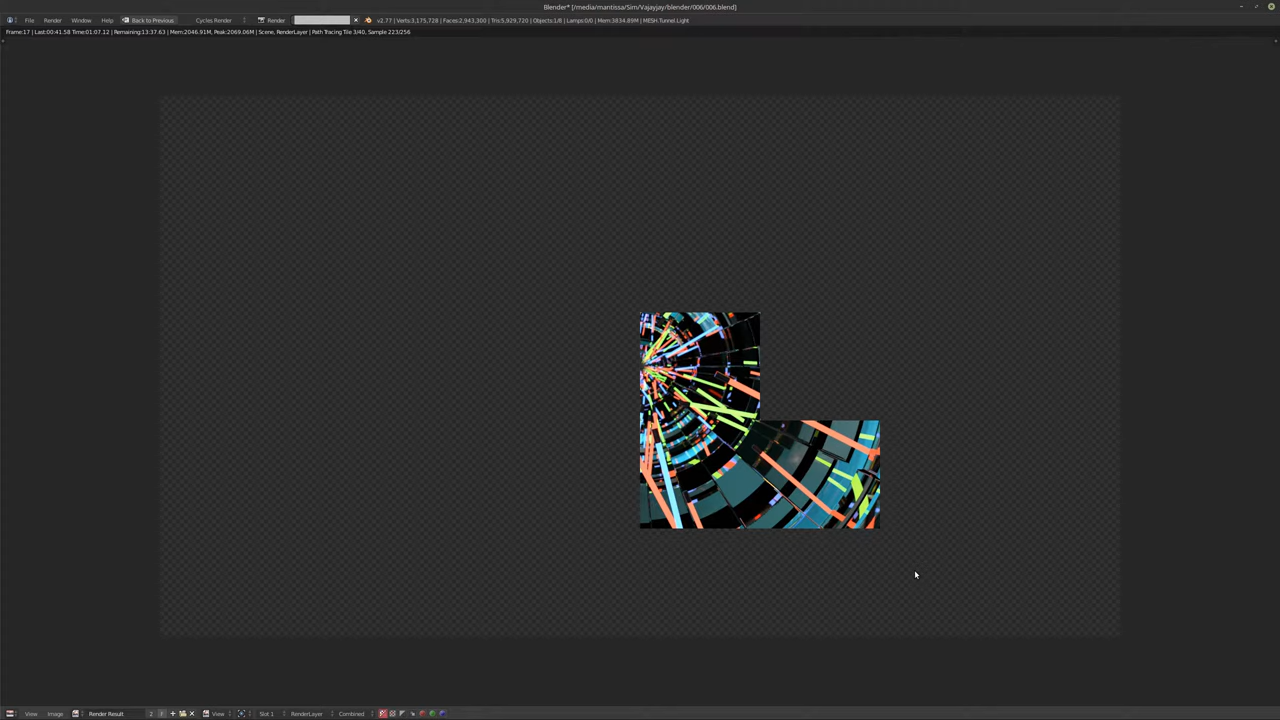 Blender* [/media/mantissa/Sim/Vajayjay/blender/006/006.blend]
File Render Window Help Back to Previous Cycles Render Render v2.77 | Verts:3,175,728 | Faces:2,943,300 | Tris:5,929,720 | Objects:1/8 | Lamps:0/0 | Mem:3834.89M | MESH.Tunnel.Light
Frame:17 | Last:00:41.58 Time:01:07.12 | Remaining:13:37.63 | Mem:2046.91M, Peak:2069.06M | Scene, RenderLayer | Path Tracing Tile 3/40, Sample 223/256
View Image Render Result 2 F View Slot 1 RenderLayer Combined